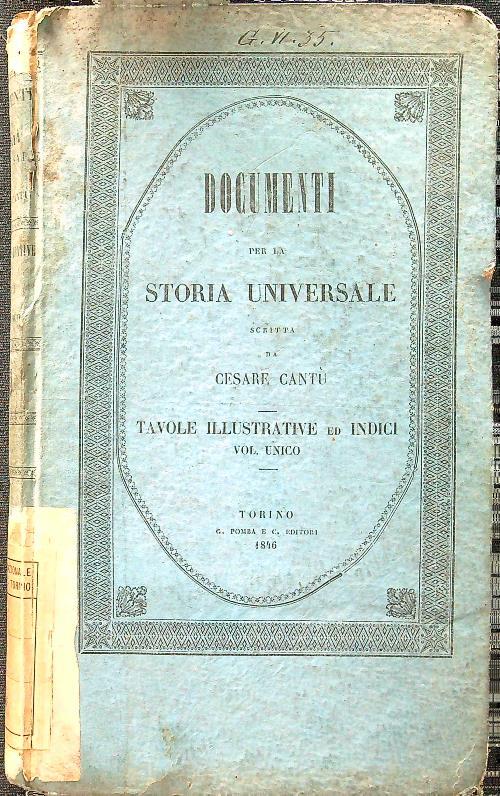 G. VI. 35.
DOCUMENTI
PER LA
STORIA UNIVERSALE
SCRITTA
DA
CESARE CANTÙ
TAVOLE ILLUSTRATIVE ED INDICI
VOL. UNICO
TORINO
G. POMBA E C. EDITORI
1846